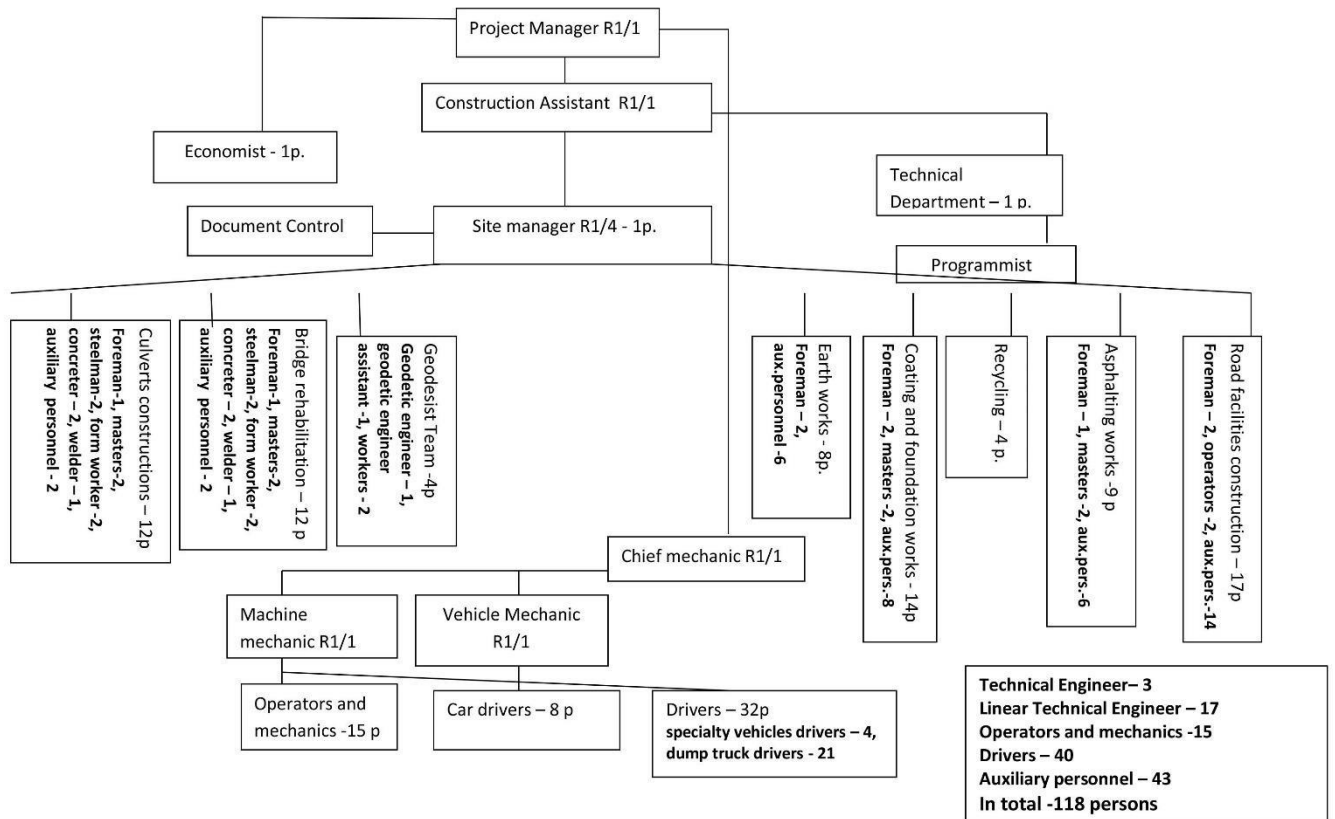 Project Manager R1/1
Construction Assistant R1/1
Economist - 1p.
Technical
Department – 1 p.
Document Control
Site manager R1/4 - 1p.
Programmist
Culverts constructions – 12p
Foreman-1, masters-2,
steelman-2, form worker -2,
concreter – 2, welder – 1,
auxiliary personnel - 2
Bridge rehabilitation – 12 p
Foreman-1, masters-2,
steelman-2, form worker -2,
concreter – 2, welder – 1,
auxiliary personnel - 2
Geodesist Team -4p
Geodetic engineer – 1,
geodetic engineer
assistant -1, workers - 2
Earth works - 8p.
Foreman – 2,
aux.personnel -6
Coating and foundation works - 14p
Foreman – 2, masters -2, aux.pers.-8
Recycling – 4 p.
Asphalting works -9 p
Foreman – 1, masters -2, aux.pers.-6
Road facilities construction – 17p
Foreman – 2, operators -2, aux.pers.-14
Chief mechanic R1/1
Machine
mechanic R1/1
Vehicle Mechanic
R1/1
Operators and
mechanics -15 p
Car drivers – 8 p
Drivers – 32p
specialty vehicles drivers – 4,
dump truck drivers - 21
Technical Engineer– 3
Linear Technical Engineer – 17
Operators and mechanics -15
Drivers – 40
Auxiliary personnel – 43
In total -118 persons